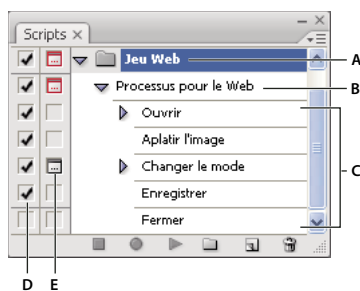 Scripts
Jeu Web
A
Processus pour le Web
B
Ouvrir
Aplatir l'image
Changer le mode
C
Enregistrer
Fermer
D E